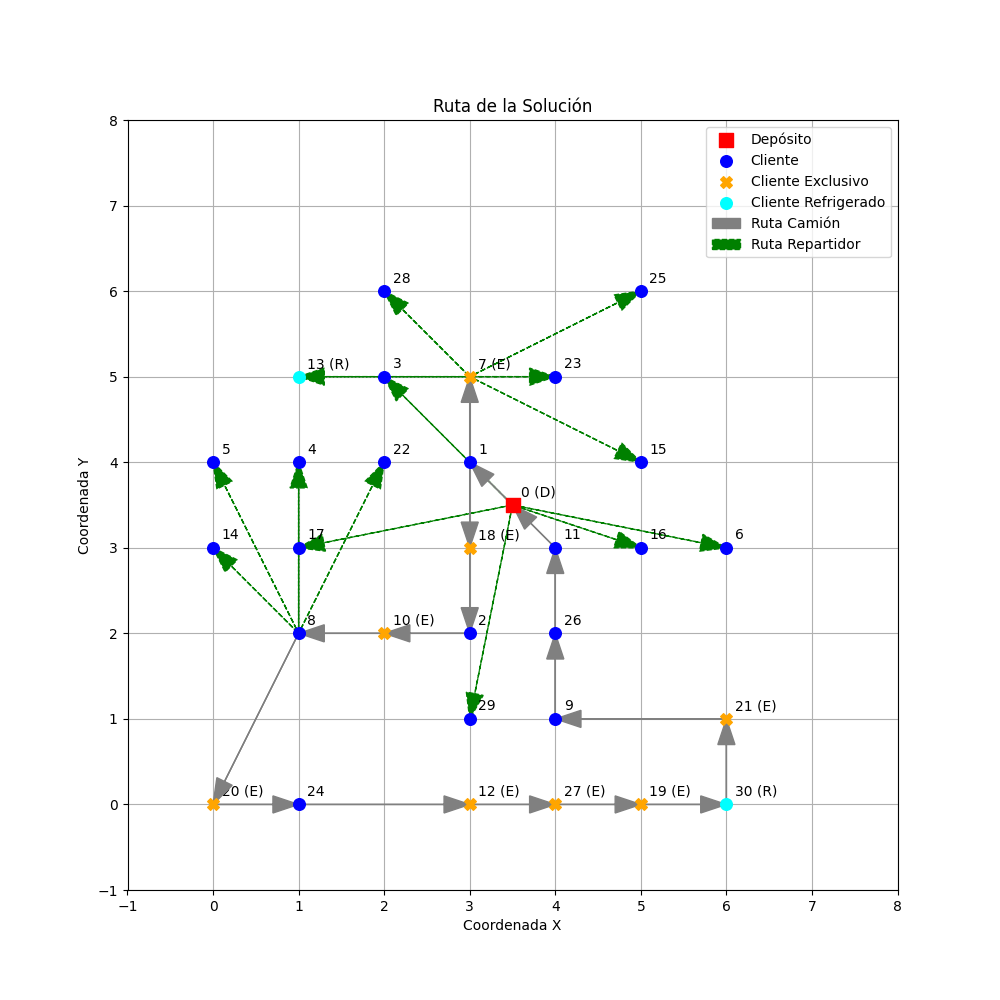 Ruta de la Solución
Depósito
Cliente
Cliente Exclusivo
Cliente Refrigerado
Ruta Camión
Ruta Repartidor
8
7
6
5
4
3
2
1
0
−1
Coordenada Y
28
25
13 (R)
3
7 (E)
23
5
4
22
1
15
0 (D)
14
17
18 (E)
11
16
6
8
10 (E)
2
26
29
9
21 (E)
20 (E)
24
12 (E)
27 (E)
19 (E)
30 (R)
−1
0
1
2
3
4
5
6
7
8
Coordenada X